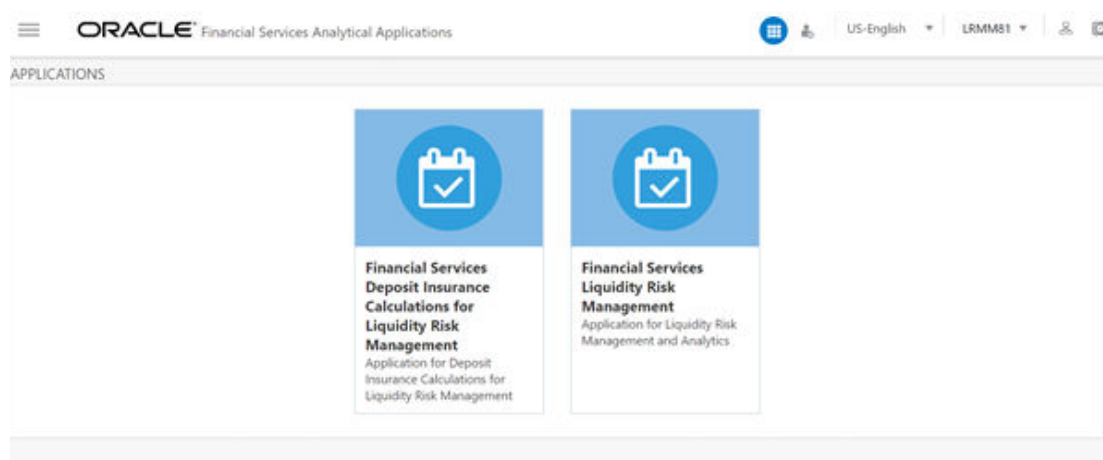 ORACLE Financial Services Analytical Applications
US-English
LRMM81
APPLICATIONS
Financial Services
Deposit Insurance
Calculations for
Liquidity Risk
Management
Application for Deposit
Insurance Calculations for
Liquidity Risk Management
Financial Services
Liquidity Risk
Management
Application for Liquidity Risk
Management and Analytics